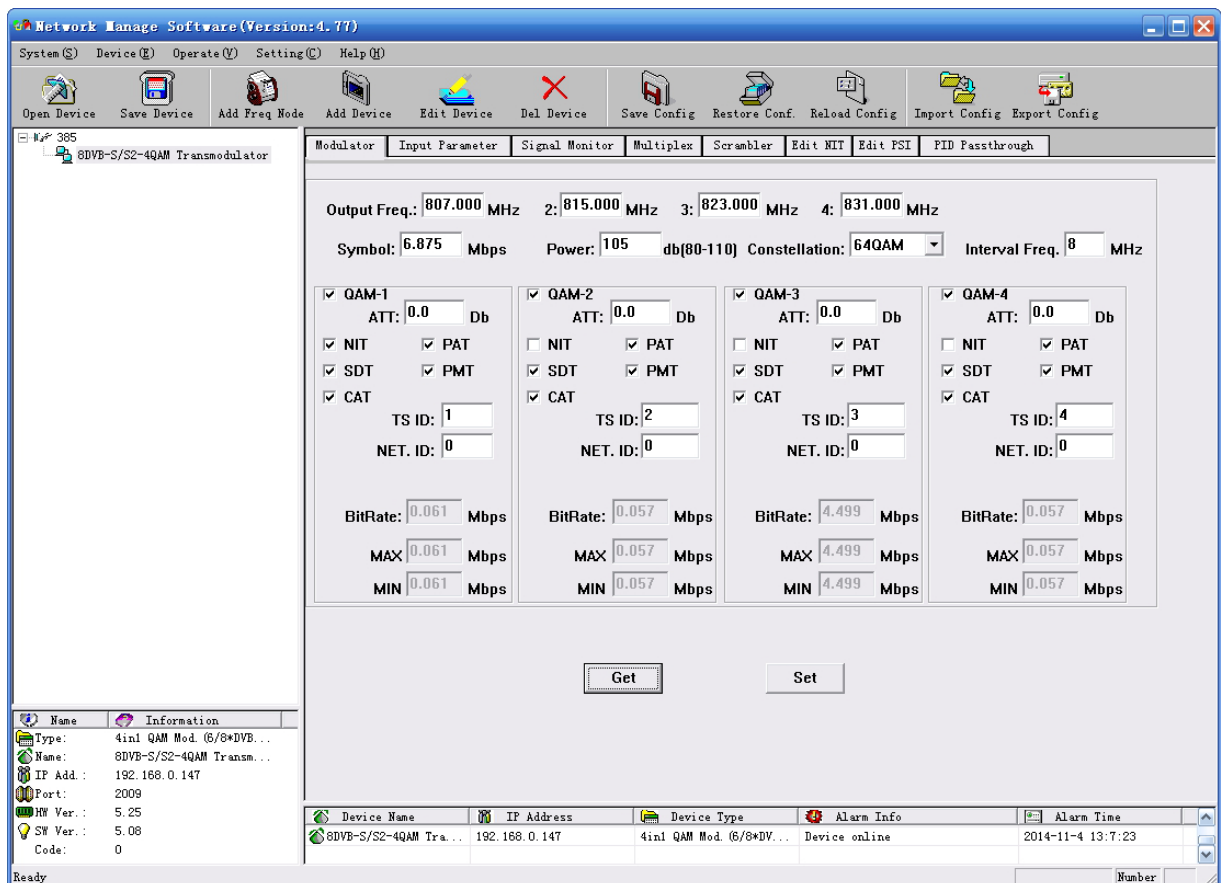 Network Manage Software(Version:4.77)
System(S) Device(E) Operate(V) Setting(C) Help(H)
Open Device Save Device Add Freq Node Add Device Edit Device Del Device Save Config Restore Conf. Reload Config Import Config Export Config
385
8DVB-S/S2-4QAM Transmodulator
Modulator Input Parameter Signal Monitor Multiplex Scrambler Edit NIT Edit PSI PID Passthrough
Output Freq.: 807.000 MHz 2: 815.000 MHz 3: 823.000 MHz 4: 831.000 MHz
Symbol: 6.875 Mbps Power: 105 db(80-110) Constellation: 64QAM Interval Freq. 8 MHz
QAM-1 QAM-2 QAM-3 QAM-4
ATT: 0.0 Db ATT: 0.0 Db ATT: 0.0 Db ATT: 0.0 Db
NIT PAT NIT PAT NIT PAT NIT PAT
SDT PMT SDT PMT SDT PMT SDT PMT
CAT CAT CAT CAT
TS ID: 1 TS ID: 2 TS ID: 3 TS ID: 4
NET. ID: 0 NET. ID: 0 NET. ID: 0 NET. ID: 0
BitRate: 0.061 Mbps BitRate: 0.057 Mbps BitRate: 4.499 Mbps BitRate: 0.057 Mbps
MAX 0.061 Mbps MAX 0.057 Mbps MAX 4.499 Mbps MAX 0.057 Mbps
MIN 0.061 Mbps MIN 0.057 Mbps MIN 4.499 Mbps MIN 0.057 Mbps
Get Set
Name Information
Type: 4in1 QAM Mod. (6/8*DVB...
Name: 8DVB-S/S2-4QAM Transm...
IP Add.: 192.168.0.147
Port: 2009
HW Ver.: 5.25
SW Ver.: 5.08
Code: 0
Device Name IP Address Device Type Alarm Info Alarm Time
8DVB-S/S2-4QAM Tra... 192.168.0.147 4in1 QAM Mod. (6/8*DV... Device online 2014-11-4 13:7:23
Ready Number